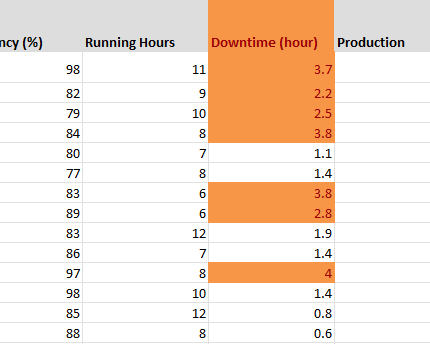 ncy (%) Running Hours Downtime (hour) Production
98 11 3.7
82 9 2.2
79 10 2.5
84 8 3.8
80 7 1.1
77 8 1.4
83 6 3.8
89 6 2.8
83 12 1.9
86 7 1.4
97 8 4
98 10 1.4
85 12 0.8
88 8 0.6